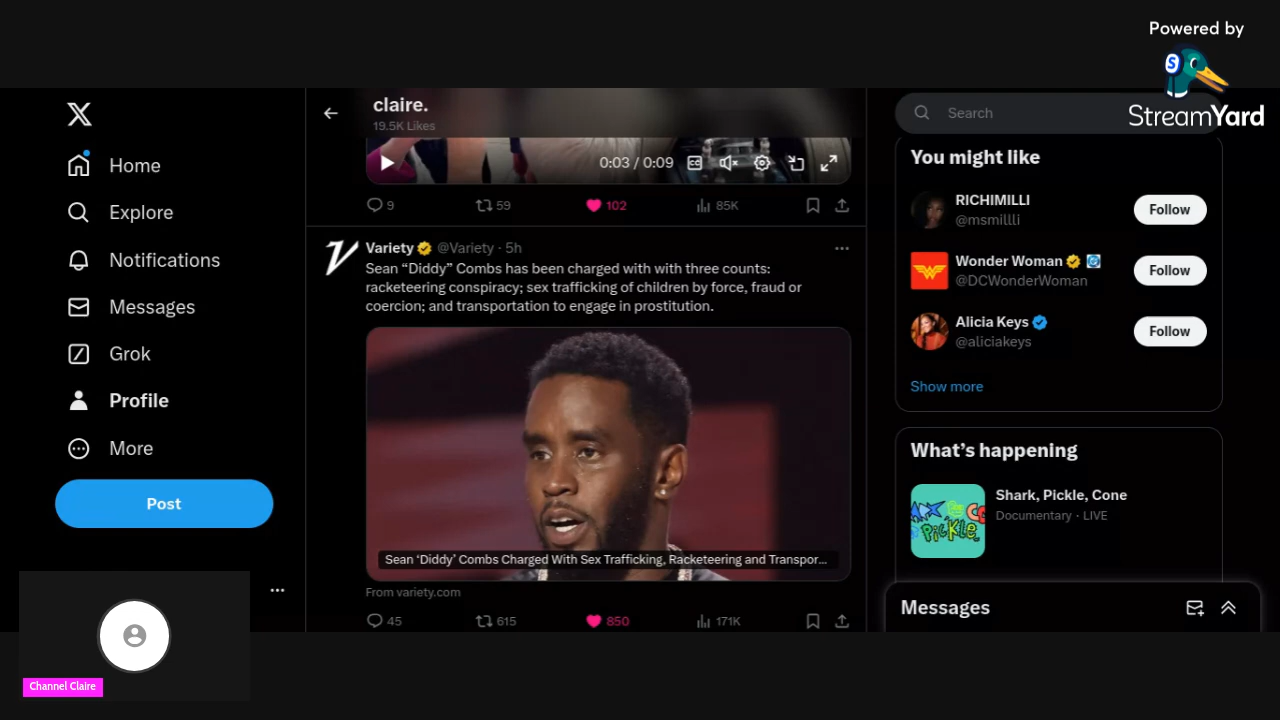 Powered by
StreamYard
Home
Explore
Notifications
Messages
Grok
Profile
More
Post
Channel Claire
claire.
19.5K Likes
0:03 / 0:09
CC
9
59
102
85K
Variety @Variety · 5h
Sean “Diddy” Combs has been charged with with three counts:
racketeering conspiracy; sex trafficking of children by force, fraud or
coercion; and transportation to engage in prostitution.
Sean ‘Diddy’ Combs Charged With Sex Trafficking, Racketeering and Transpor...
From variety.com
45
615
850
171K
Search
You might like
RICHIMILLI
@msmillli
Follow
Wonder Woman
@DCWonderWoman
Follow
Alicia Keys
@aliciakeys
Follow
Show more
What’s happening
Shark, Pickle, Cone
Documentary · LIVE
Pickle
Messages